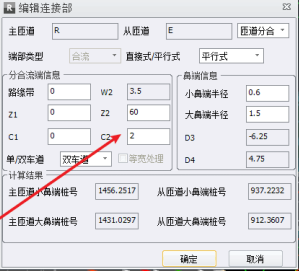 R 编辑连接部
主匝道 R 从匝道 E 匝道分合
端部类型 合流 直接式/平行式 平行式
分合流端信息 鼻端信息
路缘带 0 W2 3.5 小鼻端半径 0.6
Z1 0 Z2 60 大鼻端半径 1.5
C1 0 C2 2 D3 -6.25
单/双车道 双车道 等宽处理 D4 4.75
计算结果
主匝道小鼻端桩号 1456.2517 从匝道小鼻端桩号 937.2232
主匝道大鼻端桩号 1431.0297 从匝道大鼻端桩号 912.3607
确定 取消